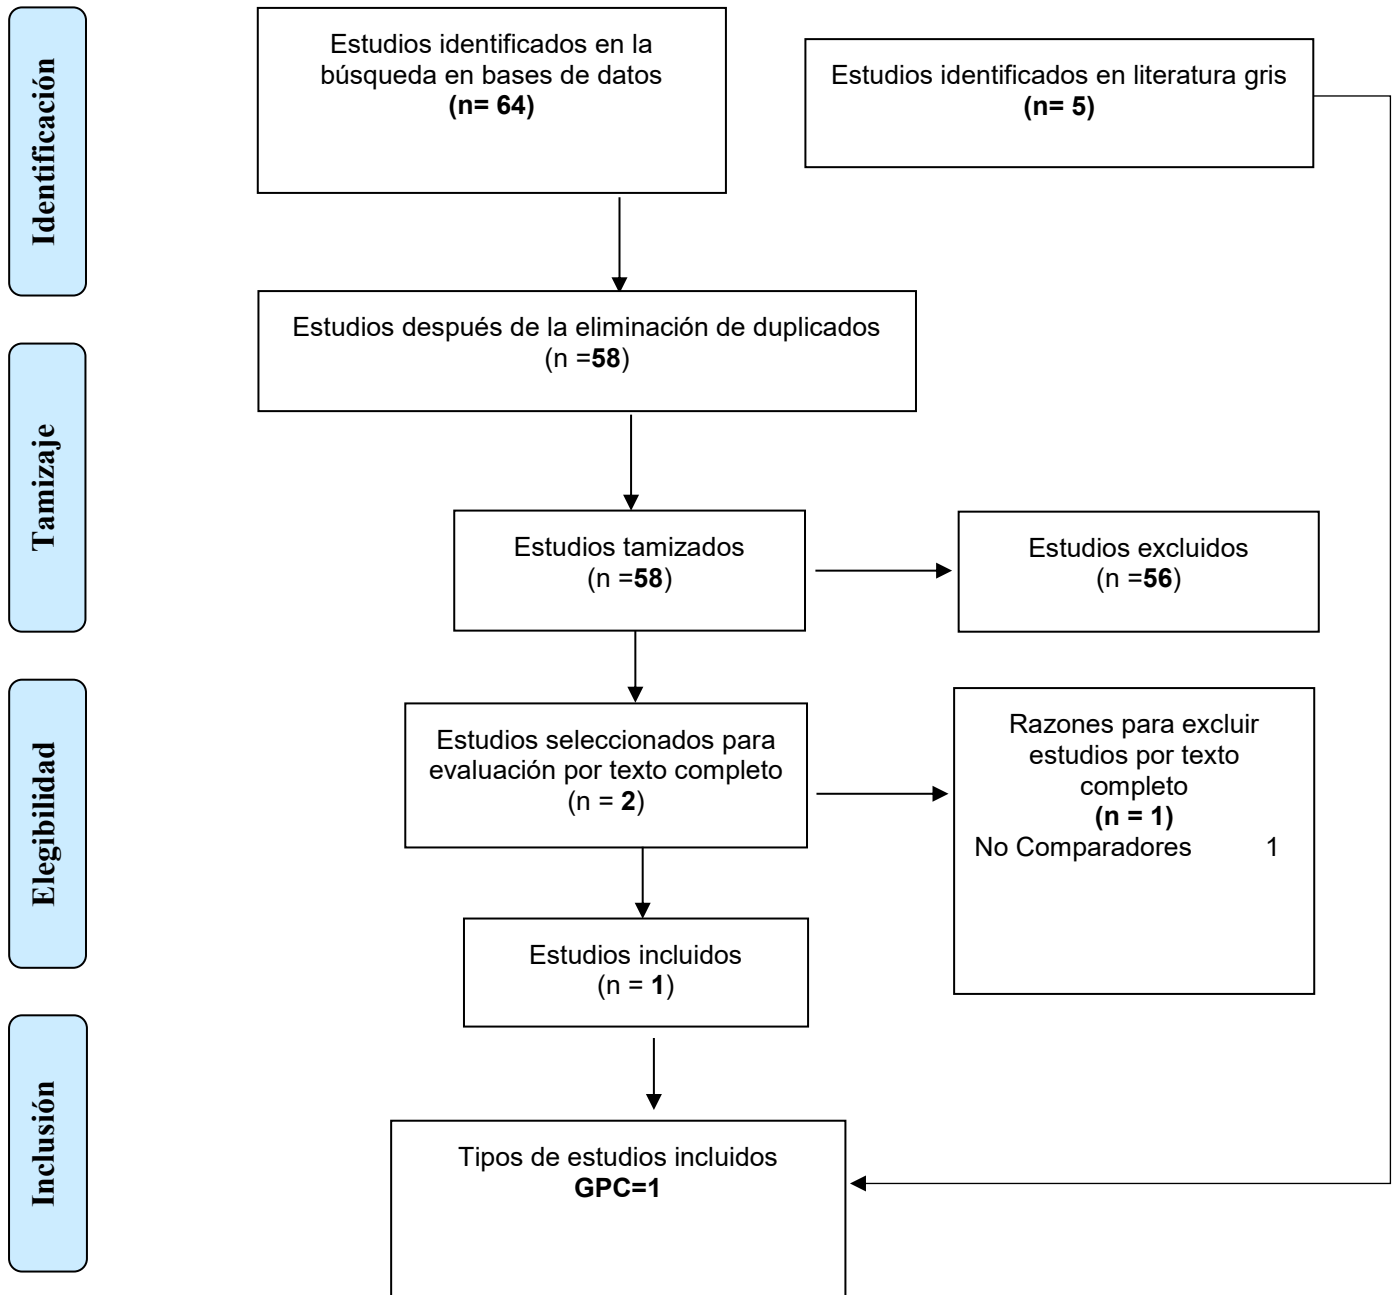 Identificación
Estudios identificados en la
búsqueda en bases de datos
(n= 64)
Estudios identificados en literatura gris
(n= 5)
Estudios después de la eliminación de duplicados
(n =58)
Tamizaje
Estudios tamizados
(n =58)
Estudios excluidos
(n =56)
Elegibilidad
Estudios seleccionados para
evaluación por texto completo
(n = 2)
Razones para excluir
estudios por texto
completo
(n = 1)
No Comparadores 1
Estudios incluidos
(n = 1)
Inclusión
Tipos de estudios incluidos
GPC=1